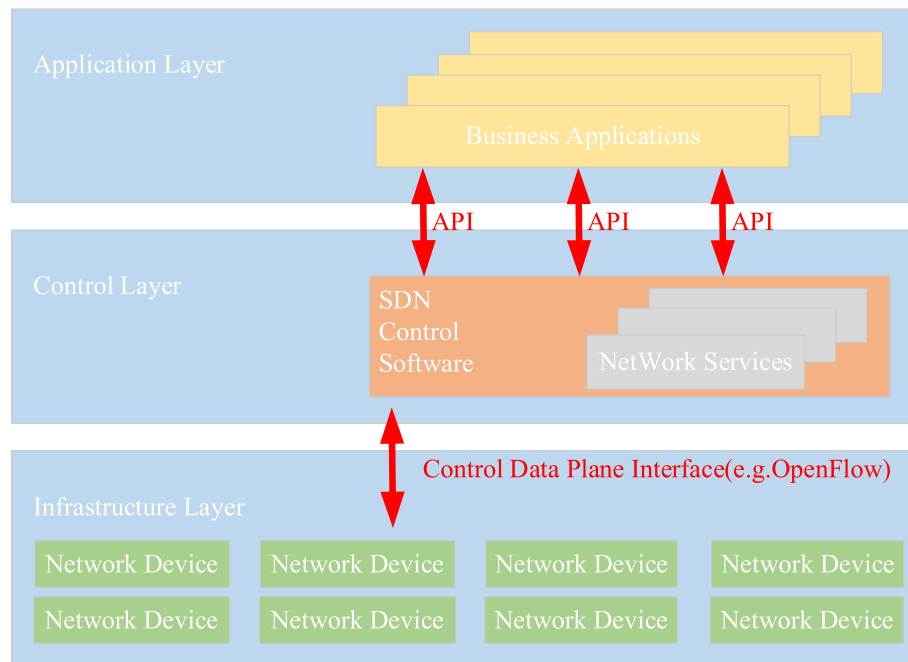 Application Layer
Business Applications
API API API
Control Layer
SDN
Control
Software
NetWork Services
Control Data Plane Interface(e.g.OpenFlow)
Infrastructure Layer
Network Device Network Device Network Device Network Device
Network Device Network Device Network Device Network Device